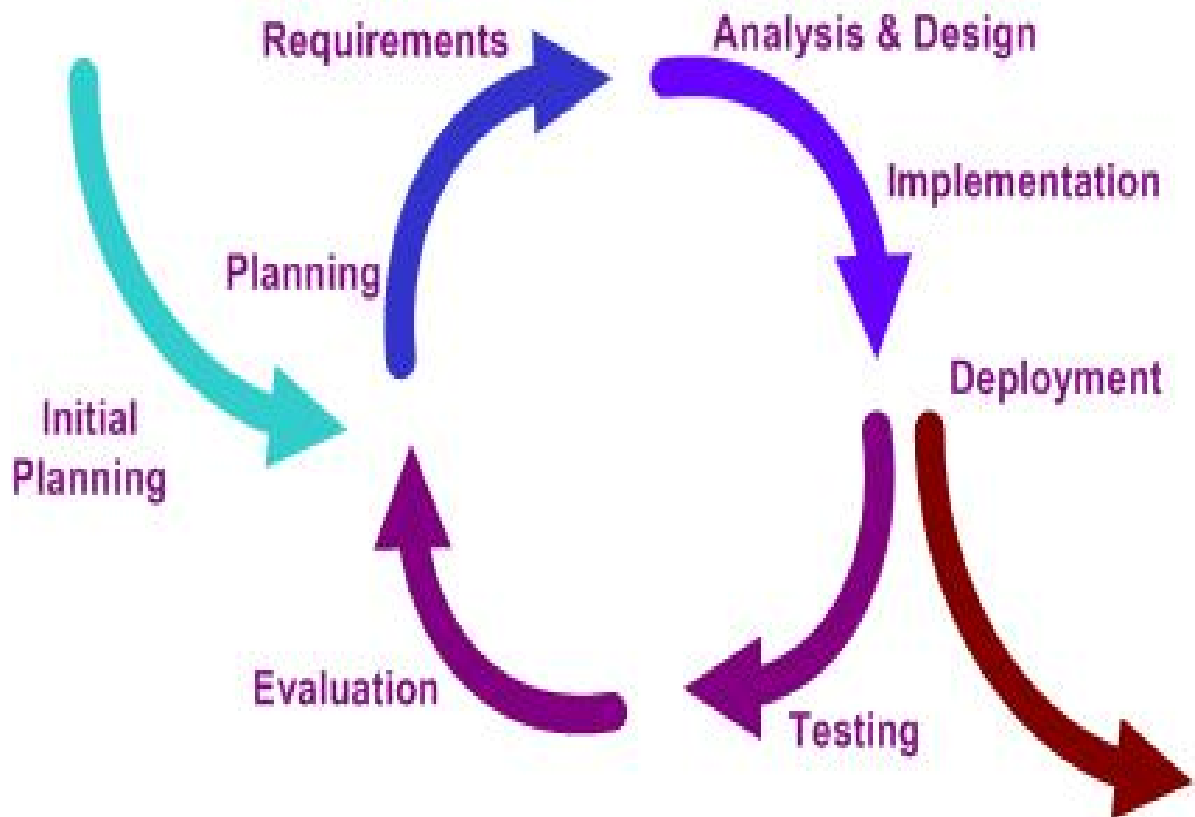 Requirements
Analysis & Design
Implementation
Planning
Deployment
Initial
Planning
Evaluation
Testing